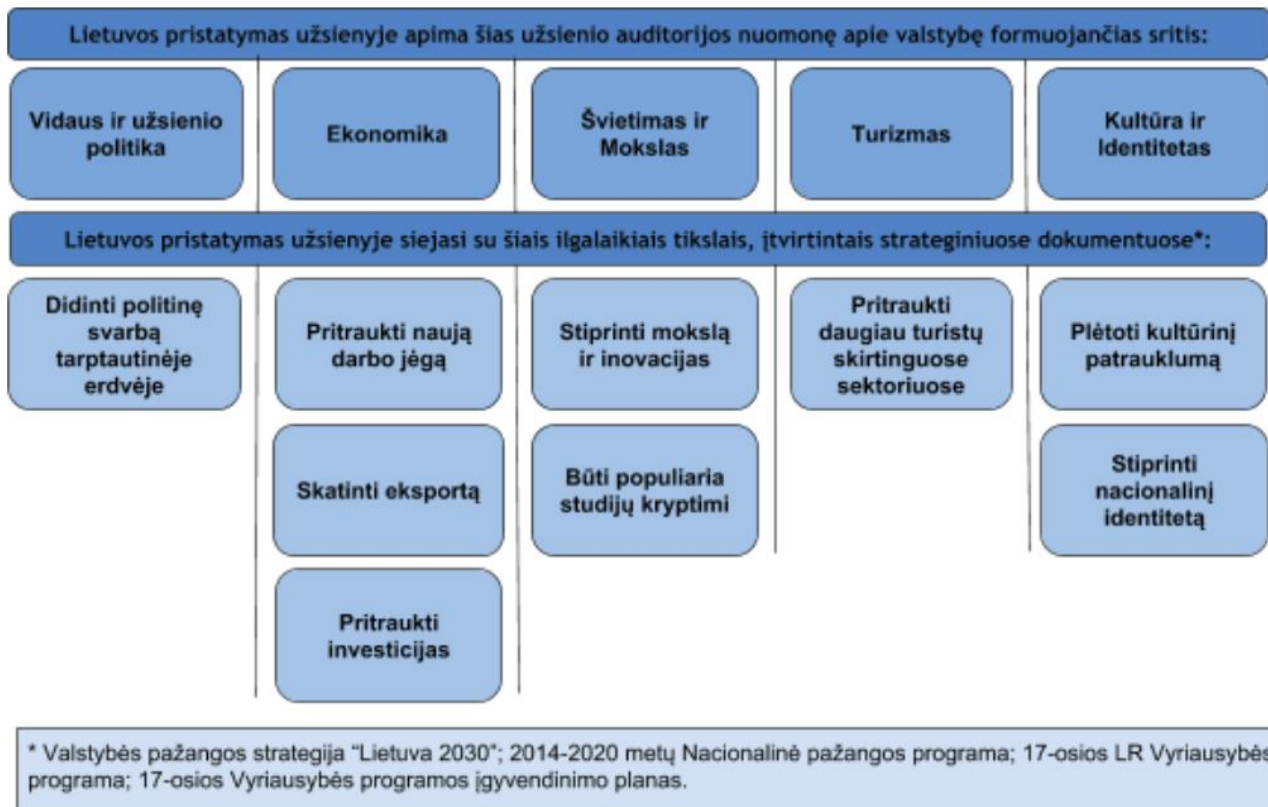 Lietuvos pristatymas užsienyje apima šias užsienio auditorijos nuomonę apie valstybę formuojančias sritis:
Vidaus ir užsienio
politika
Ekonomika
Švietimas ir
Mokslas
Turizmas
Kultūra ir
Identitetas
Lietuvos pristatymas užsienyje siejasi su šiais ilgalaikiais tikslais, įtvirtintais strateginiuose dokumentuose*:
Didinti politinę
svarbą
tarptautinėje
erdvėje
Pritraukti naują
darbo jėgą
Stiprinti mokslą
ir inovacijas
Pritraukti
daugiau turistų
skirtinguose
sektoriuose
Plėtoti kultūrinį
patrauklumą
Skatinti eksportą
Būti populiaria
studijų kryptimi
Stiprinti
nacionalinį
identitetą
Pritraukti
investicijas
* Valstybės pažangos strategija “Lietuva 2030”; 2014-2020 metų Nacionalinė pažangos programa; 17-osios LR Vyriausybės
programa; 17-osios Vyriausybės programos įgyvendinimo planas.